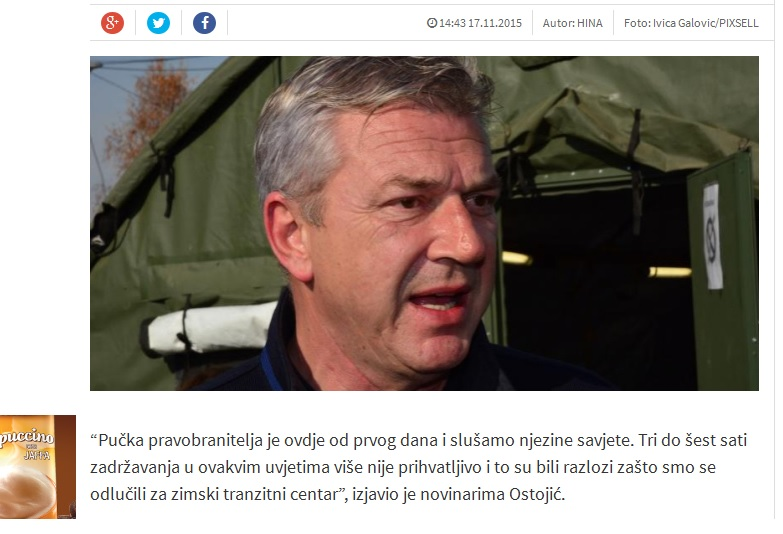 14:43 17.11.2015 Autor: HINA Foto: Ivica Galovic/PIXSELL
puccino
JAFFA
“Pučka pravobranitelja je ovdje od prvog dana i slušamo njezine savjete. Tri do šest sati
zadržavanja u ovakvim uvjetima više nije prihvatljivo i to su bili razlozi zašto smo se
odlučili za zimski tranzitni centar”, izjavio je novinarima Ostojić.